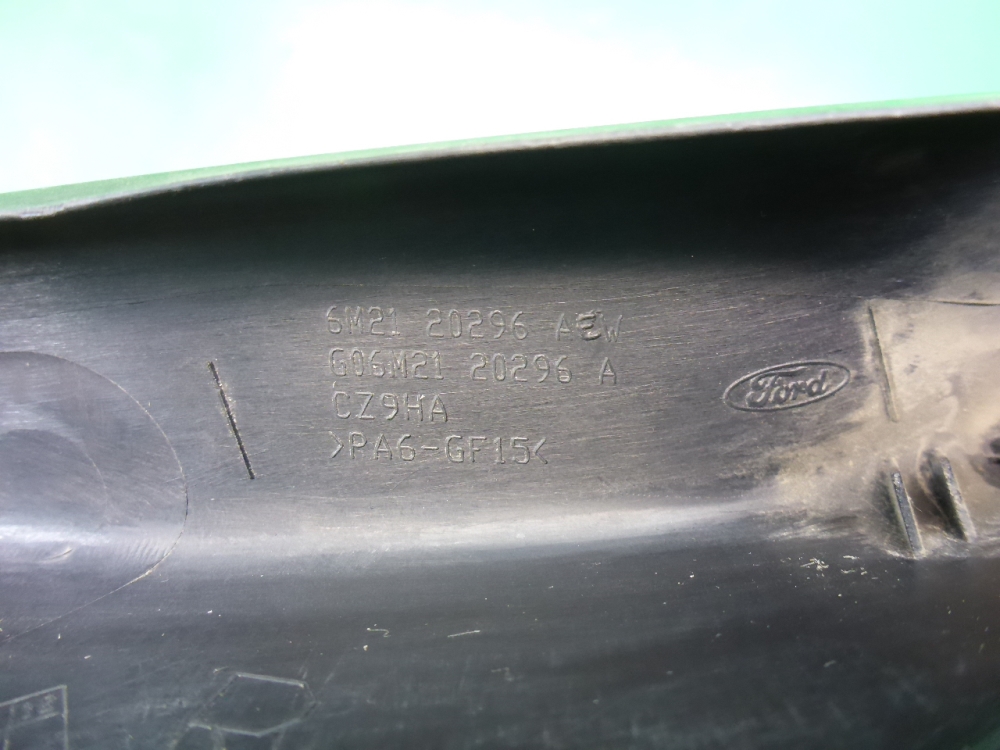 6M21 20296 AEW
G06M21 20296 A
CZ9HA
>PA6-GF15<
Ford